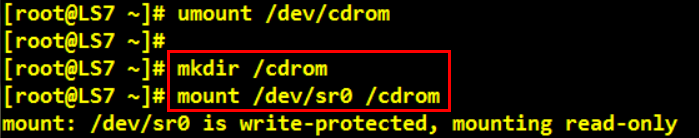 [root@LS7 ~]# umount /dev/cdrom
[root@LS7 ~]#
[root@LS7 ~]# mkdir /cdrom
[root@LS7 ~]# mount /dev/sr0 /cdrom
mount: /dev/sr0 is write-protected, mounting read-only